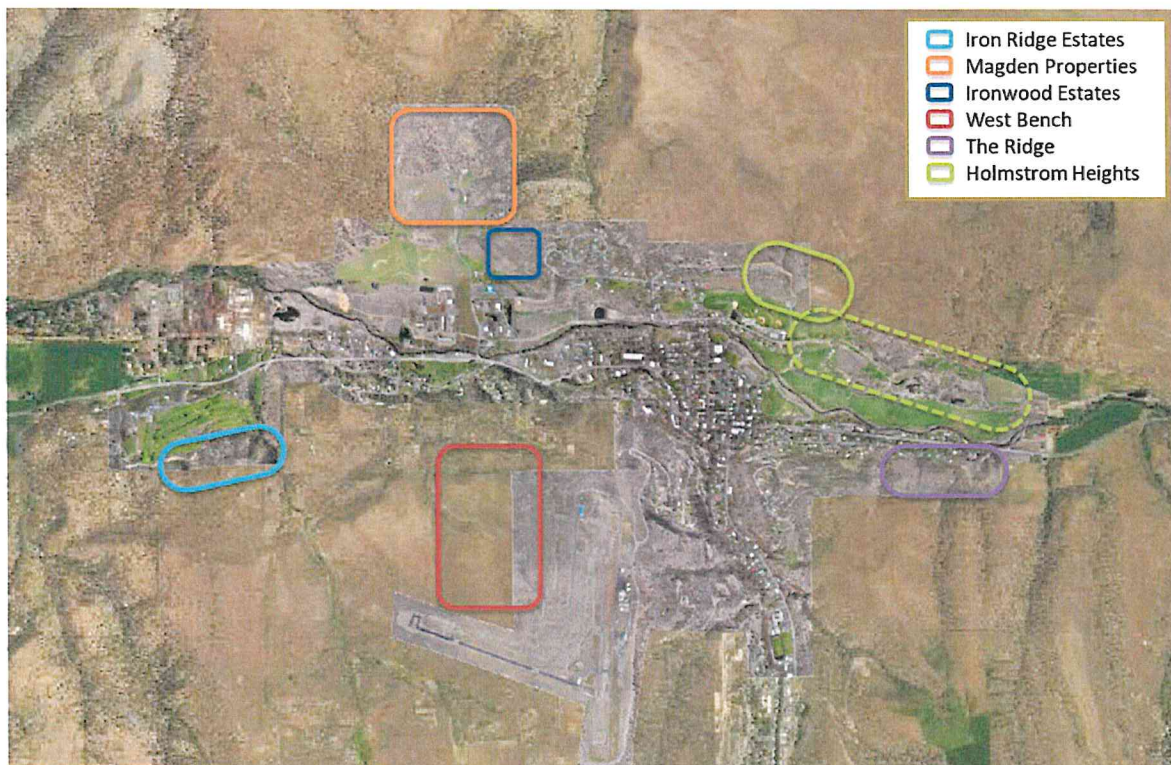 Iron Ridge Estates
Magden Properties
Ironwood Estates
West Bench
The Ridge
Holmstrom Heights